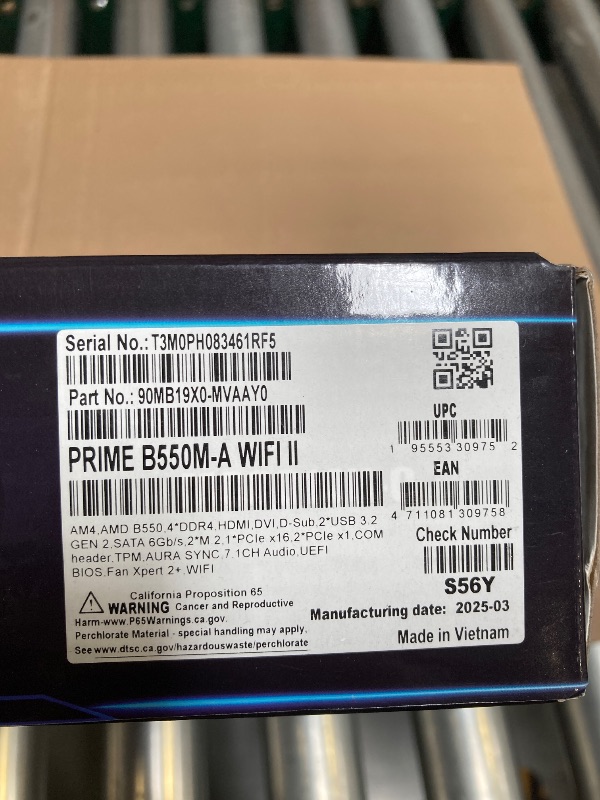 Serial No.: T3M0PH083461RF5
Part No.: 90MB19X0-MVAAY0
PRIME B550M-A WIFI II
AM4,AMD B550,4*DDR4,HDMI,DVI,D-Sub,2*USB 3.2
GEN 2,SATA 6Gb/s,2*M.2,1*PCIe x16,2*PCIe x1,COM
header,TPM,AURA SYNC,7.1CH Audio,UEFI
BIOS,Fan Xpert 2+,WIFI
California Proposition 65
WARNING Cancer and Reproductive
Harm-www.P65Warnings.ca.gov.
Perchlorate Material - special handling may apply.
See www.dtsc.ca.gov/hazardouswaste/perchlorate
UPC
1 95553 30975 2
EAN
4 711081 309758
Check Number
S56Y
Manufacturing date: 2025-03
Made in Vietnam